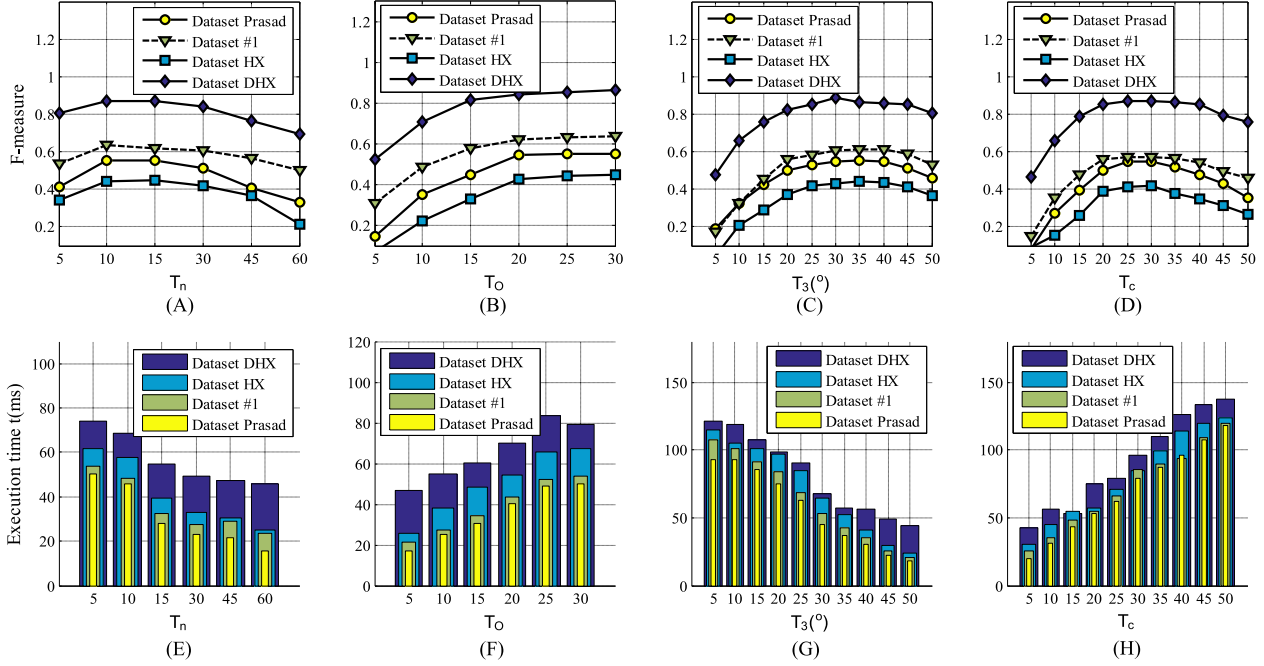 F-measure
1.2
1
0.8
0.6
0.4
0.2
Dataset Prasad
Dataset #1
Dataset HX
Dataset DHX
5 10 15 30 45 60
Tn
(A)
1.2
1
0.8
0.6
0.4
0.2
Dataset Prasad
Dataset #1
Dataset HX
Dataset DHX
5 10 15 20 25 30
TO
(B)
1.2
1
0.8
0.6
0.4
0.2
Dataset Prasad
Dataset #1
Dataset HX
Dataset DHX
5 10 15 20 25 30 35 40 45 50
T3(o)
(C)
1.2
1
0.8
0.6
0.4
0.2
Dataset Prasad
Dataset #1
Dataset HX
Dataset DHX
5 10 15 20 25 30 35 40 45 50
Tc
(D)
Execution time t(ms)
100
80
60
40
20
0
Dataset DHX
Dataset HX
Dataset #1
Dataset Prasad
5 10 15 30 45 60
Tn
(E)
120
100
80
60
40
20
0
Dataset DHX
Dataset HX
Dataset #1
Dataset Prasad
5 10 15 20 25 30
TO
(F)
150
100
50
0
Dataset DHX
Dataset HX
Dataset #1
Dataset Prasad
5 10 15 20 25 30 35 40 45 50
T3(o)
(G)
150
100
50
0
Dataset DHX
Dataset HX
Dataset #1
Dataset Prasad
5 10 15 20 25 30 35 40 45 50
Tc
(H)